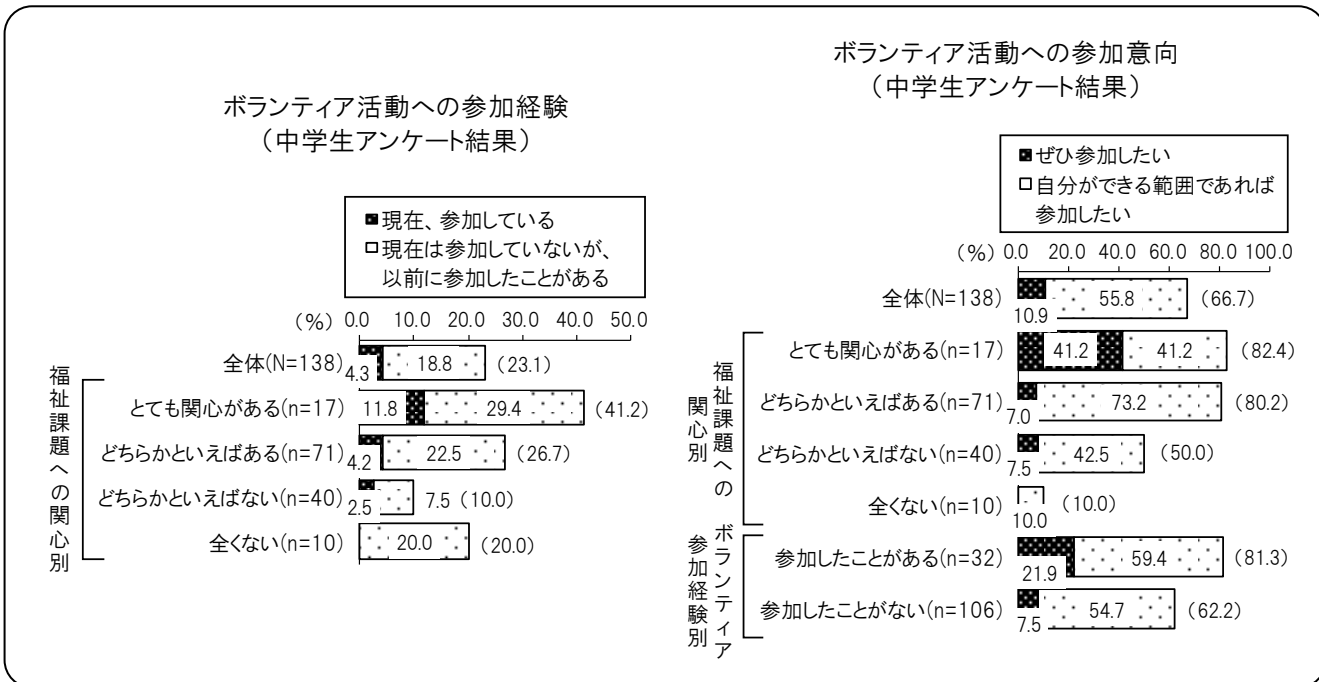 ボランティア活動への参加経験
（中学生アンケート結果）
現在、参加している
現在は参加していないが、
以前に参加したことがある
(%) 0.0 10.0 20.0 30.0 40.0 50.0
福祉課題への関心別
全体(N=138) 4.3 18.8 (23.1)
とても関心がある(n=17) 11.8 29.4 (41.2)
どちらかといえばある(n=71) 4.2 22.5 (26.7)
どちらかといえばない(n=40) 2.5 7.5 (10.0)
全くない(n=10) 20.0 (20.0)
ボランティア活動への参加意向
（中学生アンケート結果）
ぜひ参加したい
自分ができる範囲であれば
参加したい
(%) 0.0 20.0 40.0 60.0 80.0 100.0
全体(N=138) 10.9 55.8 (66.7)
福祉課題への
関心別
とても関心がある(n=17) 41.2 41.2 (82.4)
どちらかといえばある(n=71) 7.0 73.2 (80.2)
どちらかといえばない(n=40) 7.5 42.5 (50.0)
全くない(n=10) 10.0 (10.0)
ボランティア
参加経験別
参加したことがある(n=32) 21.9 59.4 (81.3)
参加したことがない(n=106) 7.5 54.7 (62.2)